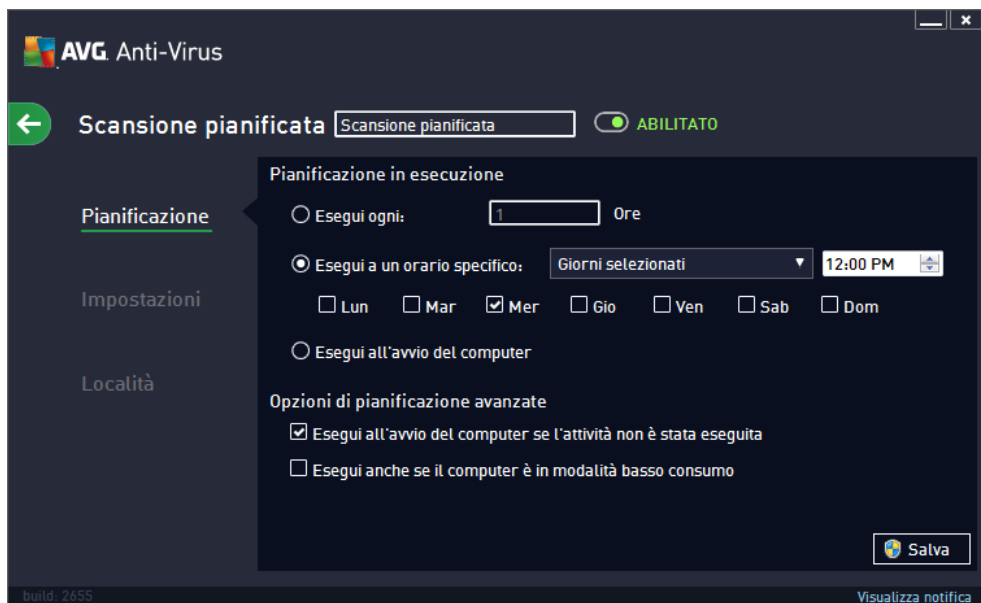 AVG. Anti-Virus
Scansione pianificata Scansione pianificata ABILITATO
Pianificazione
Impostazioni
Località
Pianificazione in esecuzione
Esegui ogni: 1 Ore
Esegui a un orario specifico: Giorni selezionati 12:00 PM
Lun Mar Mer Gio Ven Sab Dom
Esegui all'avvio del computer
Opzioni di pianificazione avanzate
Esegui all'avvio del computer se l'attività non è stata eseguita
Esegui anche se il computer è in modalità basso consumo
Salva
build: 2655 Visualizza notifica